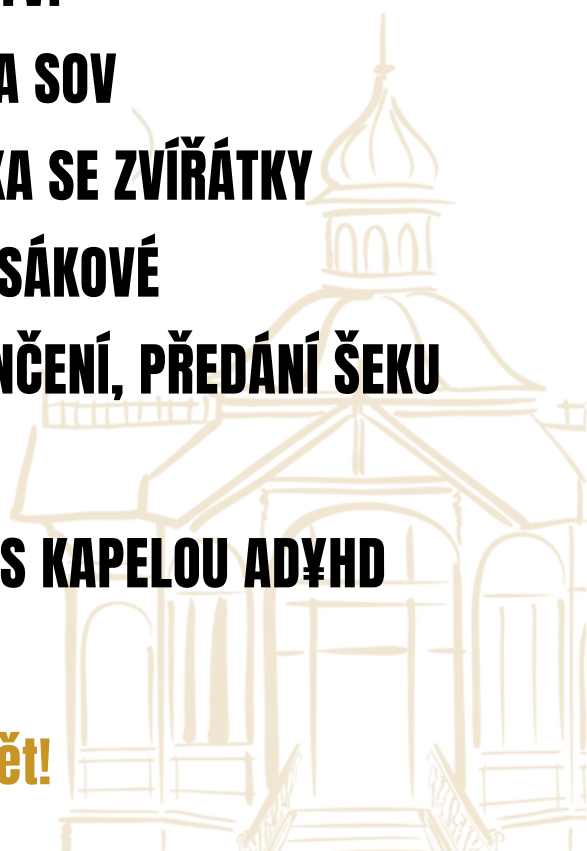 A SOV
KA SE ZVÍŘÁTKY
SÁKOVÉ
NČENÍ, PŘEDÁNÍ ŠEKU
S KAPELOU AD¥HD
ět!